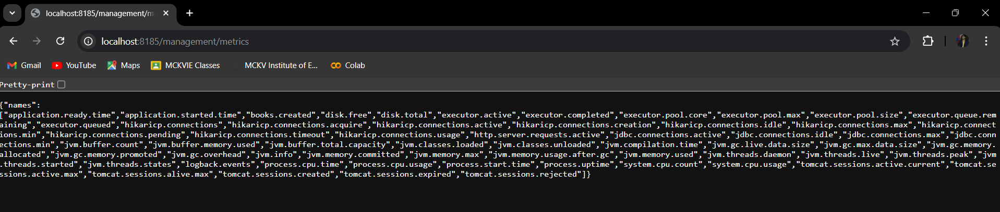 localhost:8185/management/m
localhost:8185/management/metrics
Gmail YouTube Maps MCKVIE Classes MCKV Institute of E... Colab
Pretty-print
{"names":
["application.ready.time","application.started.time","books.created","disk.free","disk.total","executor.active","executor.completed","executor.pool.core","executor.pool.max","executor.pool.size","executor.queue.rem
aining","executor.queued","hikaricp.connections","hikaricp.connections.acquire","hikaricp.connections.active","hikaricp.connections.creation","hikaricp.connections.idle","hikaricp.connections.max","hikaricp.connect
ions.min","hikaricp.connections.pending","hikaricp.connections.timeout","hikaricp.connections.usage","http.server.requests.active","jdbc.connections.active","jdbc.connections.idle","jdbc.connections.max","jdbc.conn
ections.min","jvm.buffer.count","jvm.buffer.memory.used","jvm.buffer.total.capacity","jvm.classes.loaded","jvm.classes.unloaded","jvm.compilation.time","jvm.gc.live.data.size","jvm.gc.max.data.size","jvm.gc.memory.
allocated","jvm.gc.memory.promoted","jvm.gc.overhead","jvm.info","jvm.memory.committed","jvm.memory.max","jvm.memory.usage.after.gc","jvm.memory.used","jvm.threads.daemon","jvm.threads.live","jvm.threads.peak","jvm
.threads.started","jvm.threads.states","logback.events","process.cpu.time","process.cpu.usage","process.start.time","process.uptime","system.cpu.count","system.cpu.usage","tomcat.sessions.active.current","tomcat.se
ssions.active.max","tomcat.sessions.alive.max","tomcat.sessions.created","tomcat.sessions.expired","tomcat.sessions.rejected"]}